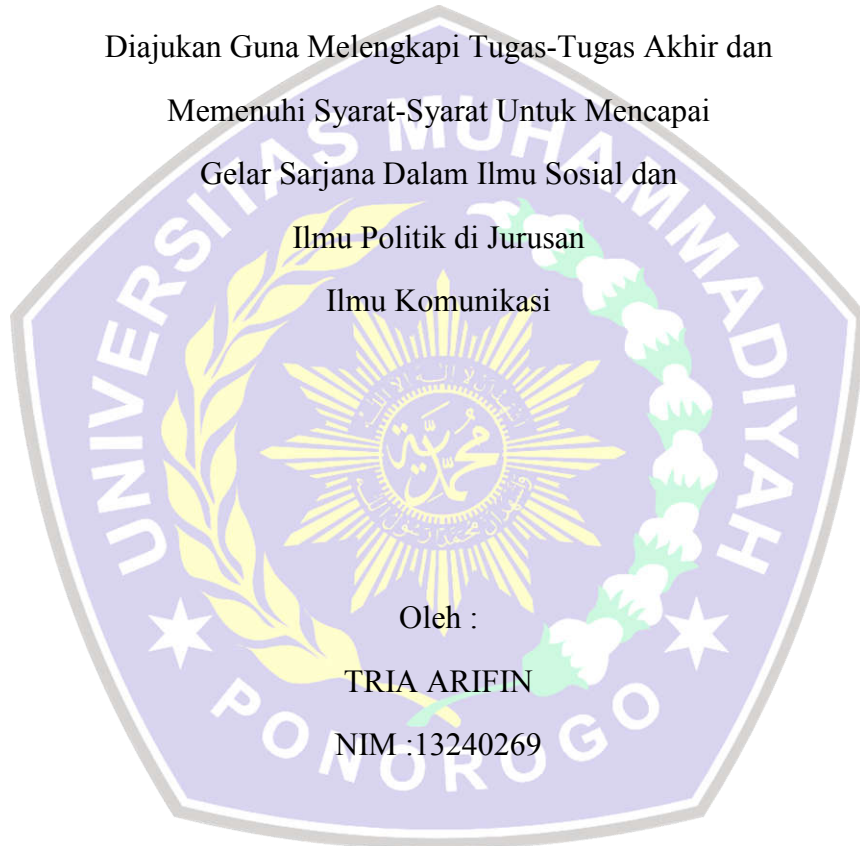 Diajukan Guna Melengkapi Tugas-Tugas Akhir dan
Memenuhi Syarat-Syarat Untuk Mencapai
Gelar Sarjana Dalam Ilmu Sosial dan
Ilmu Politik di Jurusan
Ilmu Komunikasi
UNIVERSITAS MUHAMMADIYAH
محمدية
Oleh :
TRIA ARIFIN
NIM :13240269
PONOROGO